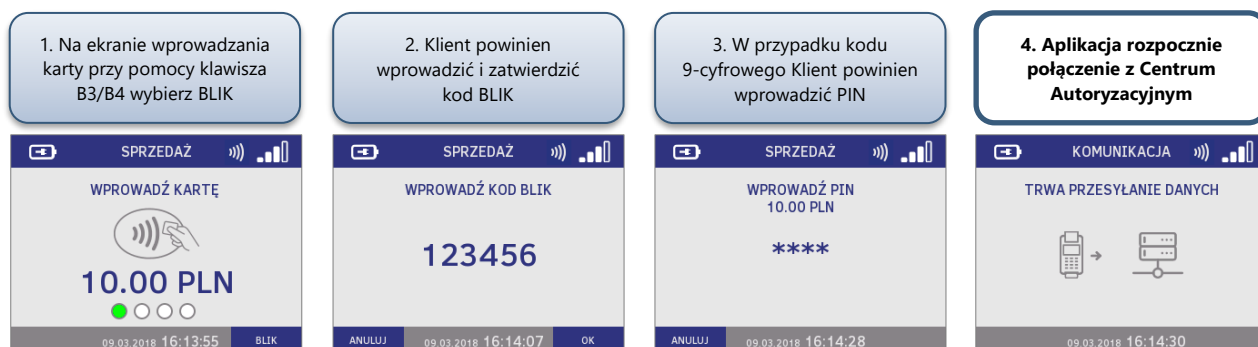 1. Na ekranie wprowadzania
karty przy pomocy klawisza
B3/B4 wybierz BLIK
2. Klient powinien
wprowadzić i zatwierdzić
kod BLIK
3. W przypadku kodu
9-cyfrowego Klient powinien
wprowadzić PIN
4. Aplikacja rozpocznie
połączenie z Centrum
Autoryzacyjnym
SPRZEDAŻ
WPROWADŹ KARTĘ
10.00 PLN
09.03.2018 16:13:55 BLIK
SPRZEDAŻ
WPROWADŹ KOD BLIK
123456
ANULUJ 09.03.2018 16:14:07 OK
SPRZEDAŻ
WPROWADŹ PIN
10.00 PLN
****
ANULUJ 09.03.2018 16:14:28
KOMUNIKACJA
TRWA PRZESYŁANIE DANYCH
09.03.2018 16:14:30